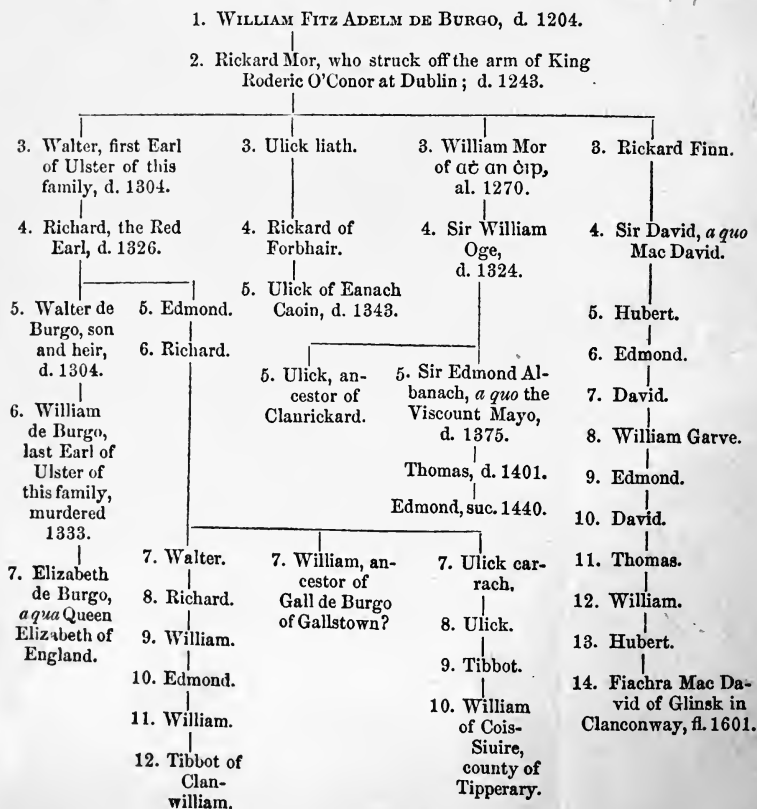 1. WILLIAM FITZ ADELM DE BURGO, d. 1204.
2. Rickard Mor, who struck off the arm of King
Roderic O'Conor at Dublin; d. 1243.
3. Walter, first Earl
of Ulster of this
family, d. 1304.
4. Richard, the Red
Earl, d. 1326.
5. Walter de
Burgo, son
and heir,
d. 1304.
6. William
de Burgo,
last Earl of
Ulster of
this family,
murdered
1333.
7. Elizabeth
de Burgo,
a qua Queen
Elizabeth of
England.
5. Edmond.
6. Richard.
7. Walter.
8. Richard.
9. William.
10. Edmond.
11. William.
12. Tibbot of
Clan-
william.
7. William, an-
cestor of
Gall de Burgo
of Gallstown?
7. Ulick car-
rach.
8. Ulick.
9. Tibbot.
10. William
of Cois-
Siuire,
county of
Tipperary.
3. Ulick liath.
4. Rickard of
Forbhair.
5. Ulick of Eanach
Caoin, d. 1343.
3. William Mor
of aċ an ċip,
al. 1270.
4. Sir William
Oge,
d. 1324.
5. Ulick, an-
cestor of
Clanrickard.
5. Sir Edmond Al-
banach, a quo the
Viscount Mayo,
d. 1375.
Thomas, d. 1401.
Edmond, suc. 1440.
3. Rickard Finn.
4. Sir David, a quo
Mac David.
5. Hubert.
6. Edmond.
7. David.
8. William Garve.
9. Edmond.
10. David.
11. Thomas.
12. William.
13. Hubert.
14. Fiachra Mac Da-
vid of Glinsk in
Clanconway, fl. 1601.